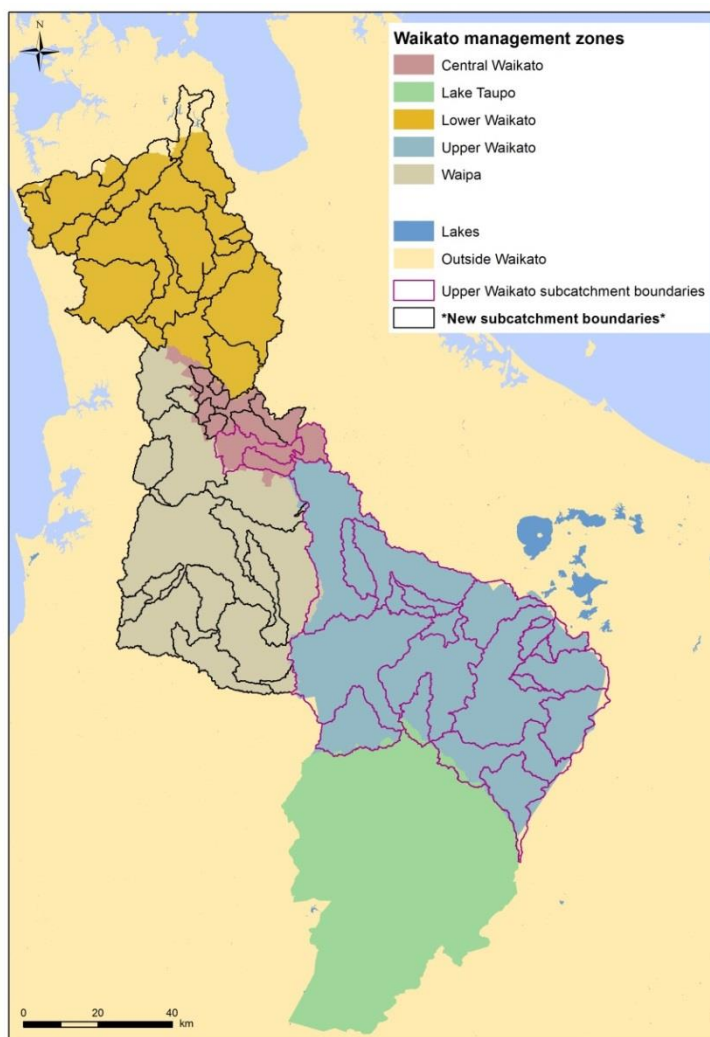 N
Waikato management zones
Central Waikato
Lake Taupo
Lower Waikato
Upper Waikato
Waipa
Lakes
Outside Waikato
Upper Waikato subcatchment boundaries
*New subcatchment boundaries*
0 20 40
km